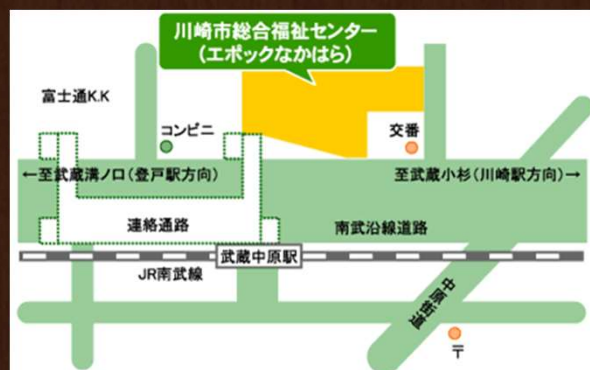 川崎市総合福祉センター
(エポックなかはら)
富士通K.K
コンビニ
交番
←至武蔵溝ノ口(登戸駅方向)
至武蔵小杉(川崎駅方向)→
連絡通路
南武沿線道路
武蔵中原駅
JR南武線
中原街道
〒